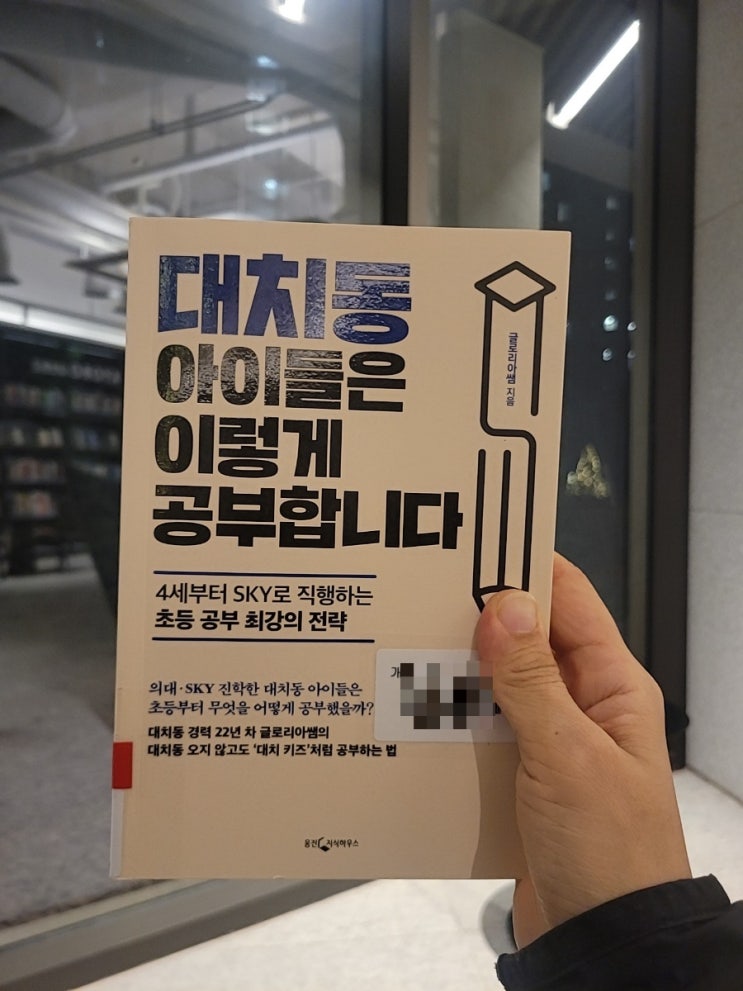 대치동
아이들은
이렇게
공부합니다
글로리아쌤 지음
4세부터 SKY로 직행하는
초등 공부 최강의 전략
의대·SKY 진학한 대치동 아이들은
초등부터 무엇을 어떻게 공부했을까?
대치동 경력 22년 차 글로리아쌤의
대치동 오지 않고도 '대치 키즈'처럼 공부하는 법
웅진 지식하우스